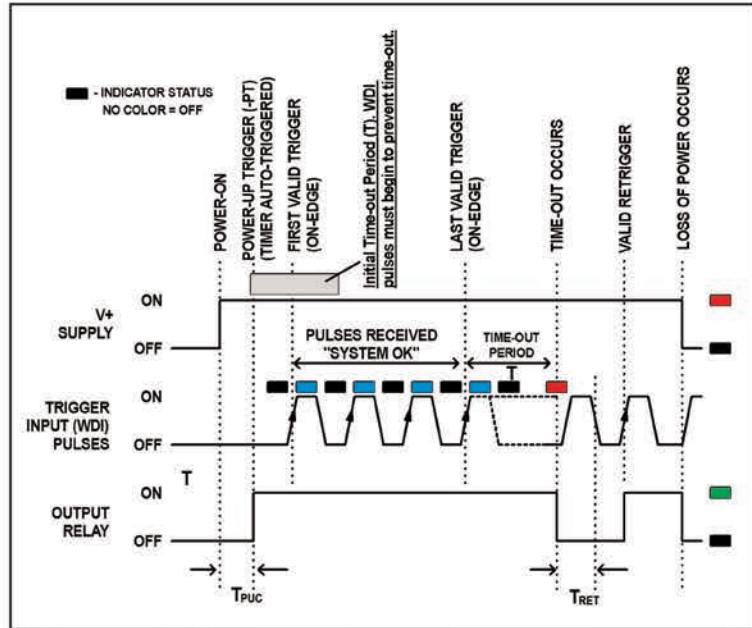 - INDICATOR STATUS
NO COLOR = OFF
POWER-ON
POWER-UP TRIGGER (-PT)
(TIMER AUTO-TRIGGERED)
FIRST VALID TRIGGER
(ON-EDGE)
Initial Time-out Period (T). WDI
pulses must begin to prevent time-out.
LAST VALID TRIGGER
(ON-EDGE)
TIME-OUT OCCURS
VALID RETRIGGER
LOSS OF POWER OCCURS
V+
SUPPLY
ON
OFF
PULSES RECEIVED
"SYSTEM OK"
TIME-OUT
PERIOD
T
TRIGGER
INPUT (WDI)
PULSES
ON
OFF
T
OUTPUT
RELAY
ON
OFF
TPUC
TRET